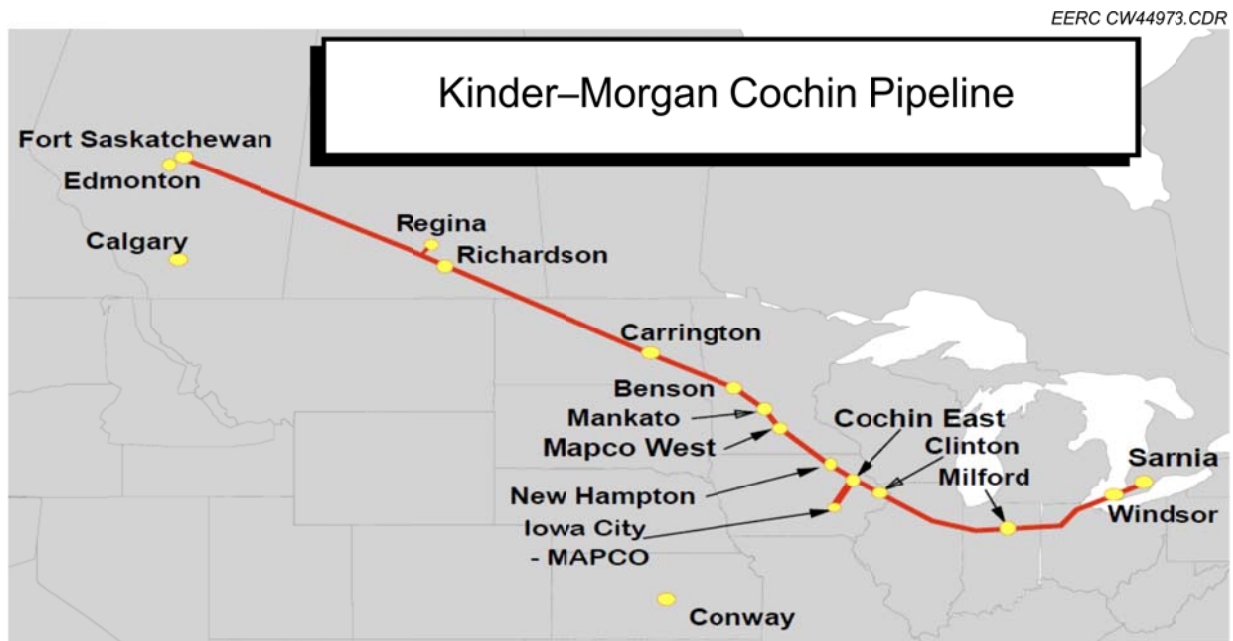 EERC CW44973.CDR
Kinder–Morgan Cochin Pipeline
Fort Saskatchewan
Edmonton
Calgary
Regina
Richardson
Carrington
Benson
Mankato
Mapco West
Cochin East
Clinton
Milford
Sarnia
Windsor
New Hampton
Iowa City
- MAPCO
Conway